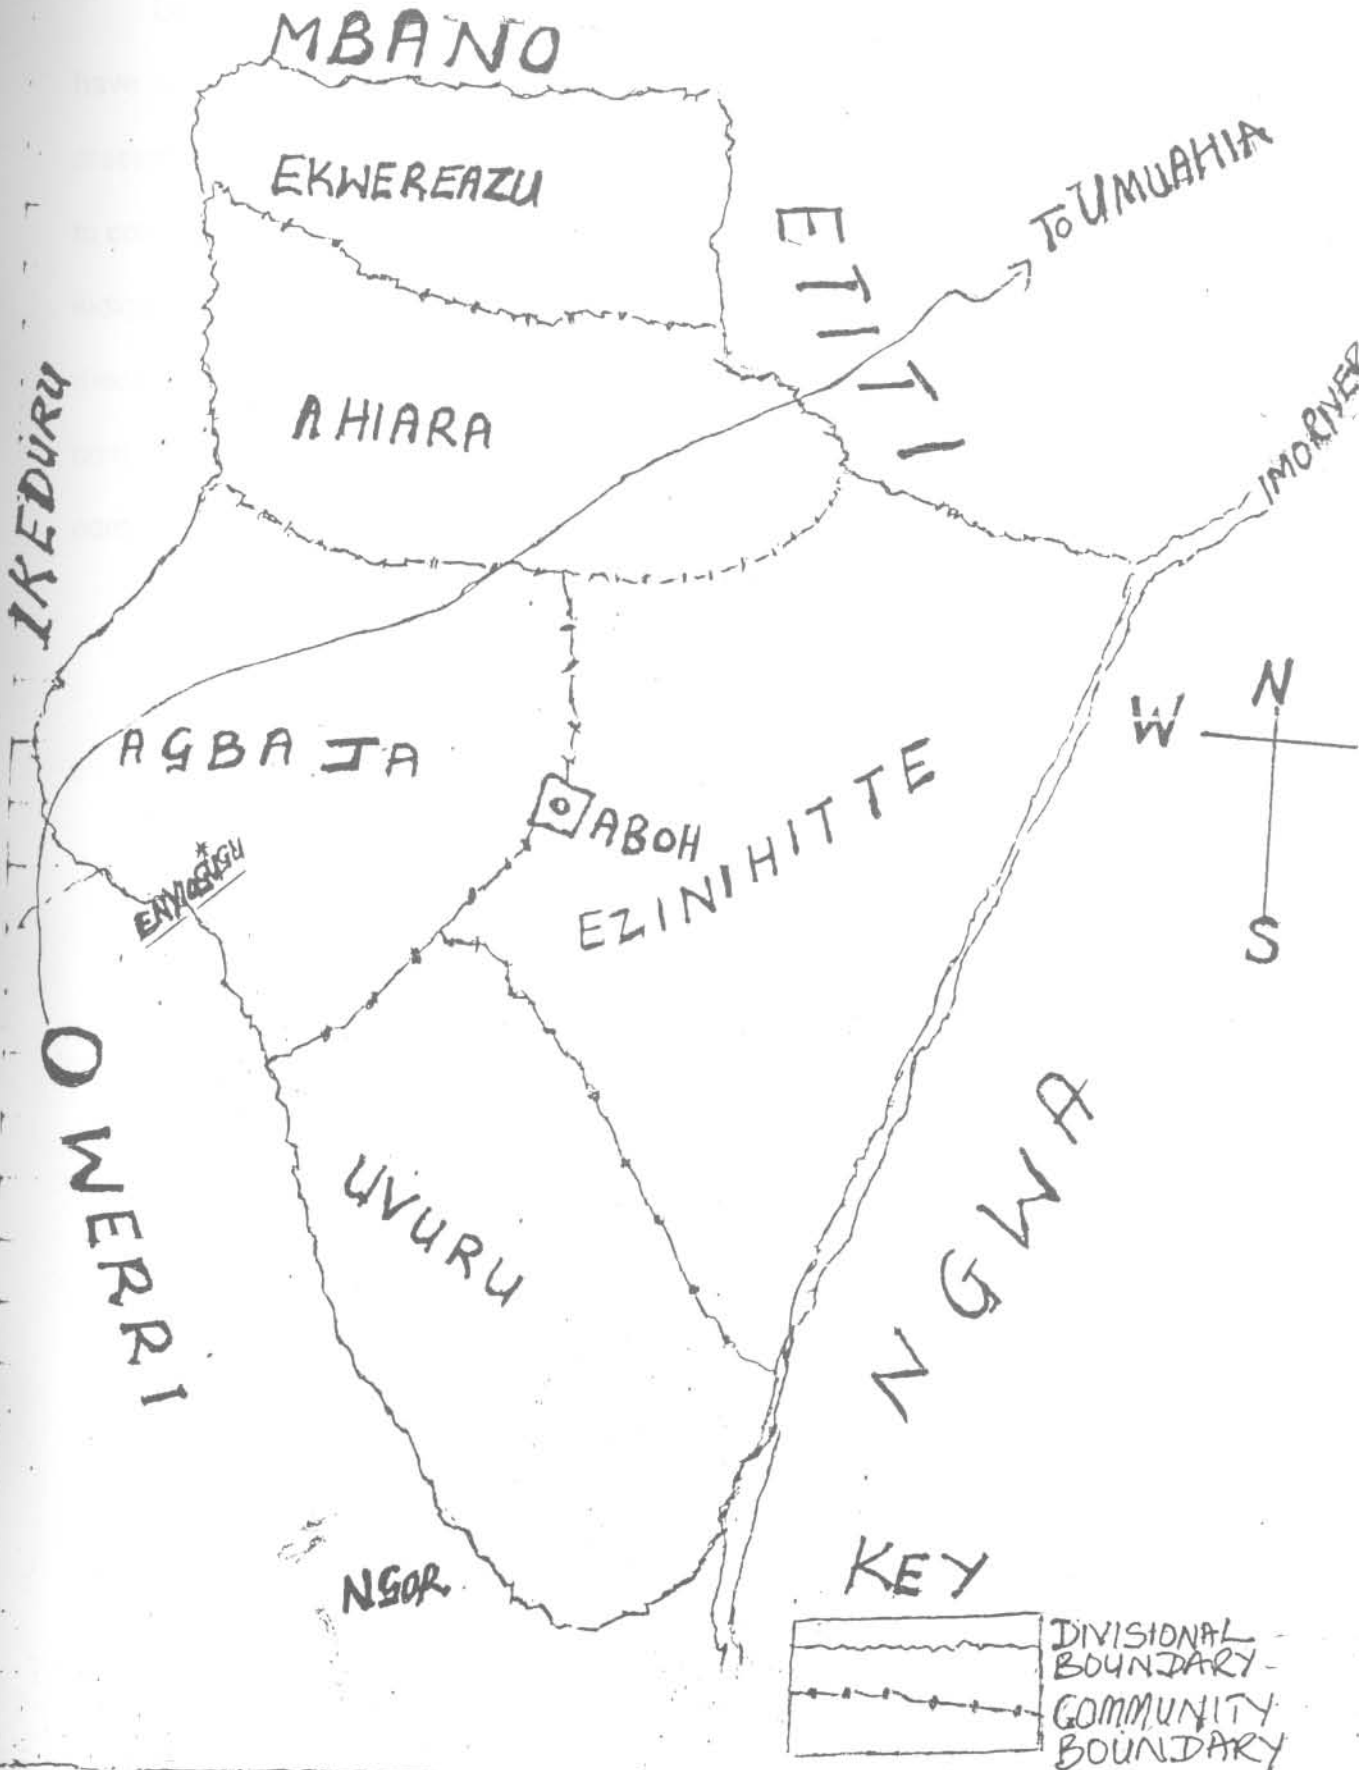 MBANO
EKWEREAZU
TO UMUAHIA
ETITI
IMO RIVER
AHIARA
IKEDURU
N
W
AGBAJA
ABOH
EZINIHITTE
ENYIOGUGU
*
S
OWERRI
NGWA
UVURU
NGOR
KEY
DIVISIONAL
BOUNDARY-
COMMUNITY
BOUNDARY